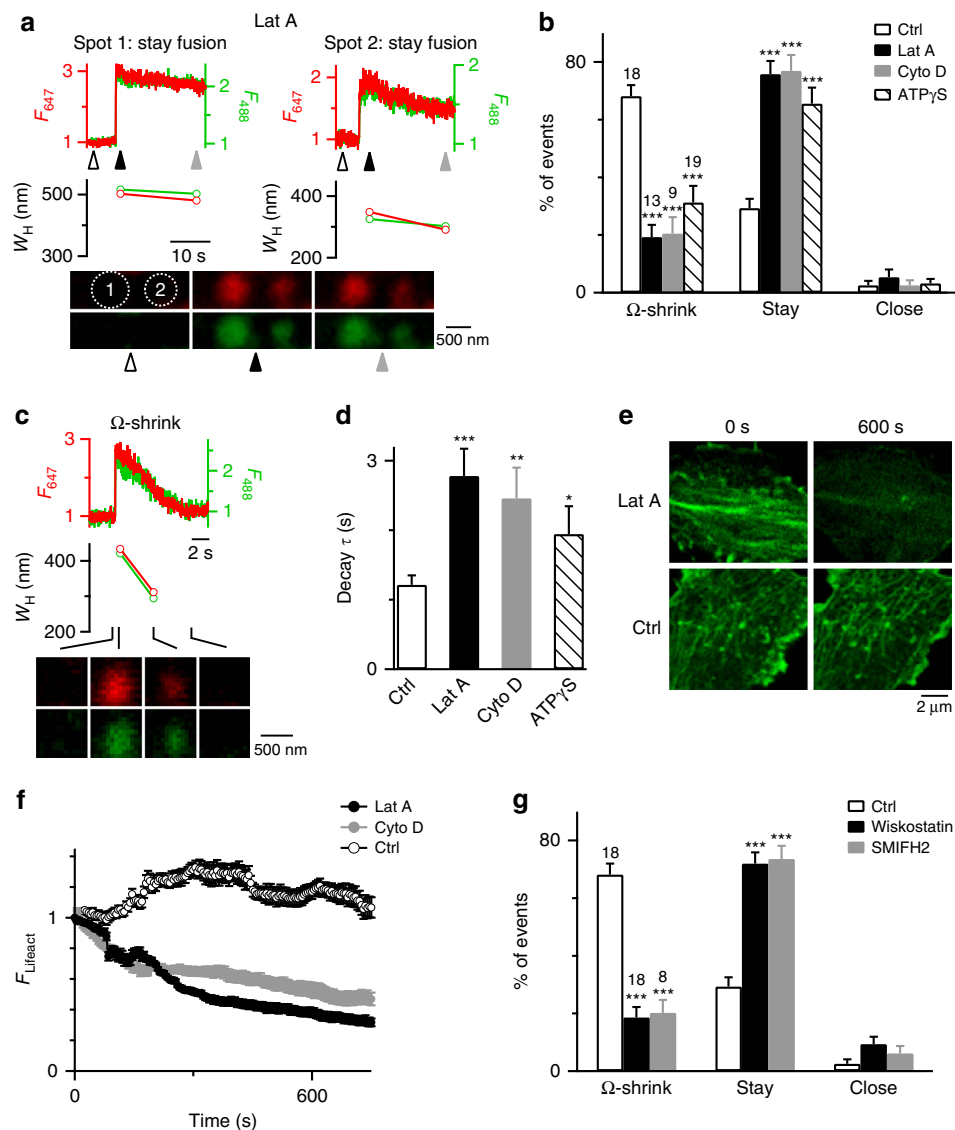 a
Lat A
Spot 1: stay fusion
Spot 2: stay fusion
3
1
F647
2
1
F488
2
1
F647
2
1
F488
500
300
WH (nm)
10 s
400
200
WH (nm)
1
2
500 nm
b
Ctrl
Lat A
Cyto D
ATPγS
80
0
% of events
18
13
***
9
***
19
***
***
***
***
Ω-shrink
Stay
Close
c
Ω-shrink
3
1
F647
2
1
F488
2 s
400
200
WH (nm)
500 nm
d
3
0
Decay τ (s)
***
**
*
Ctrl
Lat A
Cyto D
ATPγS
e
0 s
600 s
Lat A
Ctrl
2 μm
f
Lat A
Cyto D
Ctrl
1
0
FLifeact
0
600
Time (s)
g
Ctrl
Wiskostatin
SMIFH2
80
0
% of events
18
18
***
8
***
***
***
Ω-shrink
Stay
Close